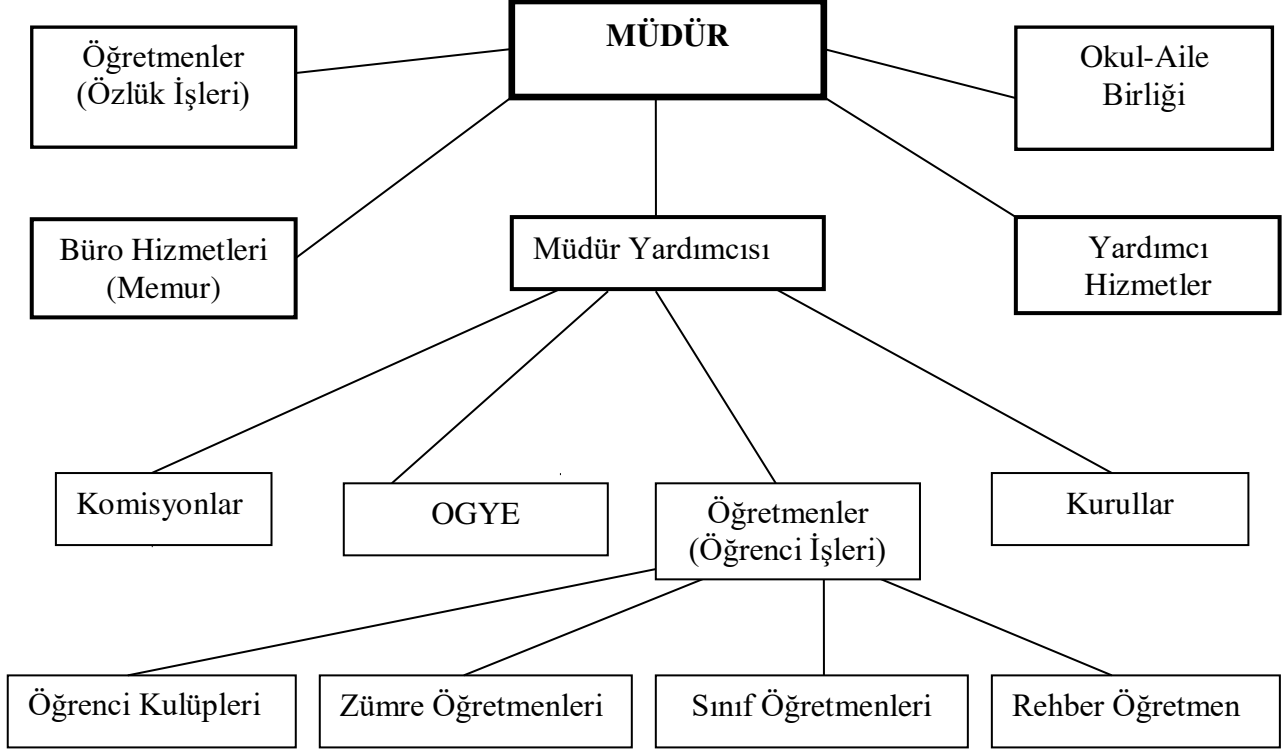 MÜDÜR
Öğretmenler
(Özlük İşleri)
Okul-Aile
Birliği
Büro Hizmetleri
(Memur)
Müdür Yardımcısı
Yardımcı
Hizmetler
Komisyonlar
OGYE
Öğretmenler
(Öğrenci İşleri)
Kurullar
Öğrenci Kulüpleri
Zümre Öğretmenleri
Sınıf Öğretmenleri
Rehber Öğretmen